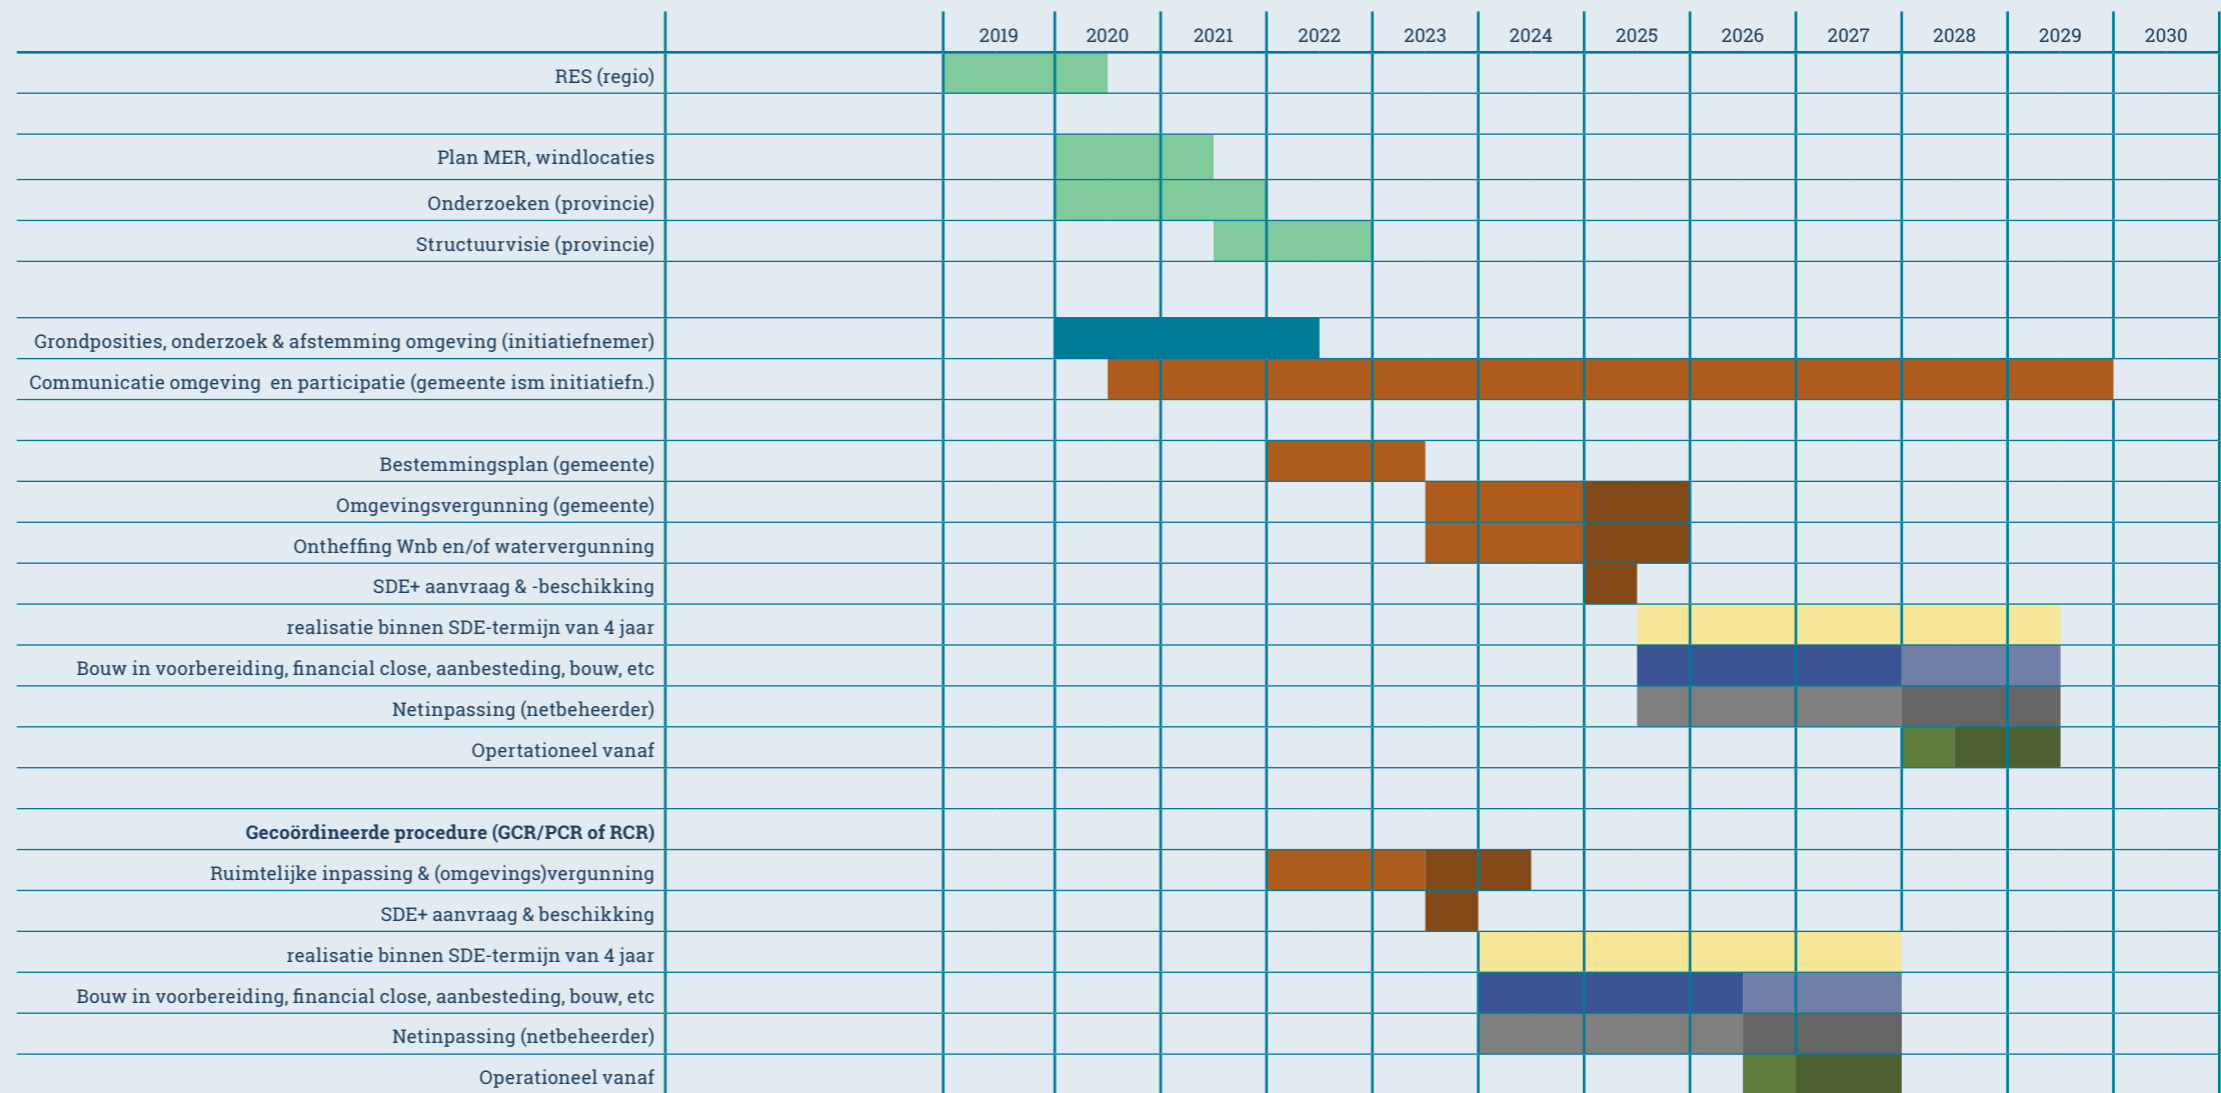 2019 2020 2021 2022 2023 2024 2025 2026 2027 2028 2029 2030
RES (regio)
Plan MER, windlocaties
Onderzoeken (provincie)
Structuurvisie (provincie)
Grondposities, onderzoek & afstemming omgeving (initiatiefnemer)
Communicatie omgeving  en participatie (gemeente ism initiatiefn.)
Bestemmingsplan (gemeente)
Omgevingsvergunning (gemeente)
Ontheffing Wnb en/of watervergunning
SDE+ aanvraag & -beschikking
realisatie binnen SDE-termijn van 4 jaar
Bouw in voorbereiding, financial close, aanbesteding, bouw, etc
Netinpassing (netbeheerder)
Opertationeel vanaf
Gecoördineerde procedure (GCR/PCR of RCR)
Ruimtelijke inpassing & (omgevings)vergunning
SDE+ aanvraag & beschikking
realisatie binnen SDE-termijn van 4 jaar
Bouw in voorbereiding, financial close, aanbesteding, bouw, etc
Netinpassing (netbeheerder)
Operationeel vanaf